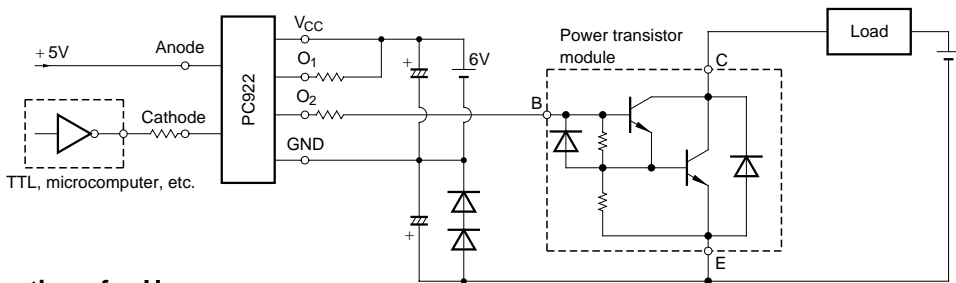 VCC
+ 5V
Anode
O1
+
6V
Power transistor
module
C
Load
PC922
O2
B
Cathode
GND
TTL, microcomputer, etc.
+
E